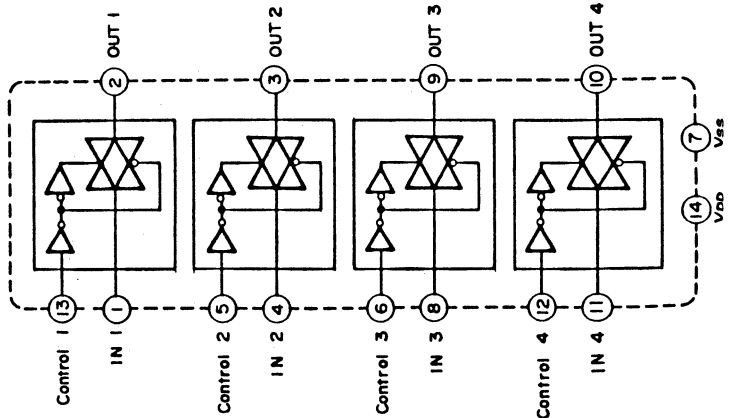 OUT 1
OUT 2
OUT 3
OUT 4
2
3
9
10
7
Vss
14
VDD
13
1
5
4
6
8
12
11
Control 1
IN 1
Control 2
IN 2
Control 3
IN 3
Control 4
IN 4